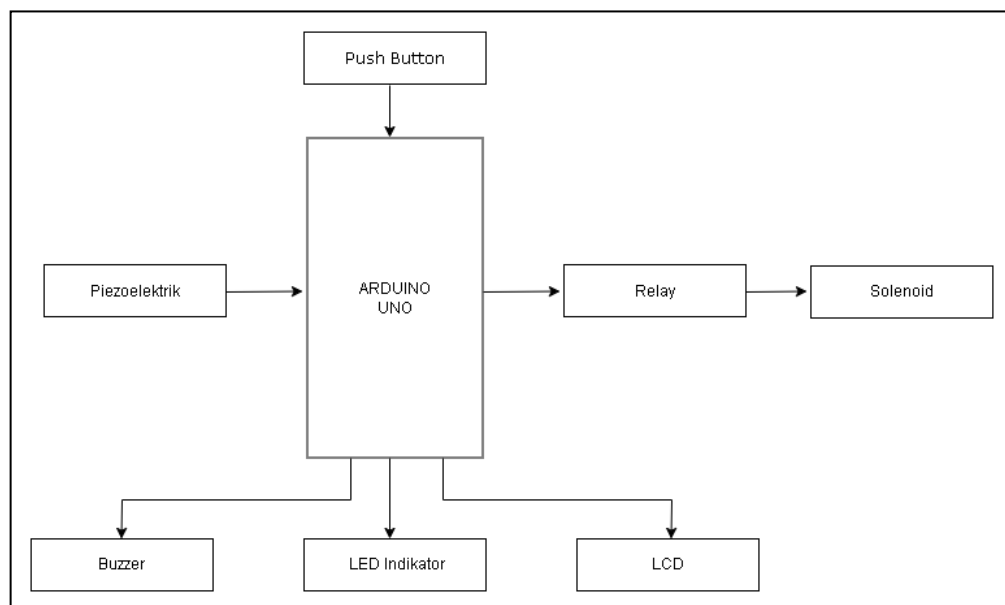 Push Button
Piezoelektrik
ARDUINO
UNO
Relay
Solenoid
Buzzer
LED Indikator
LCD